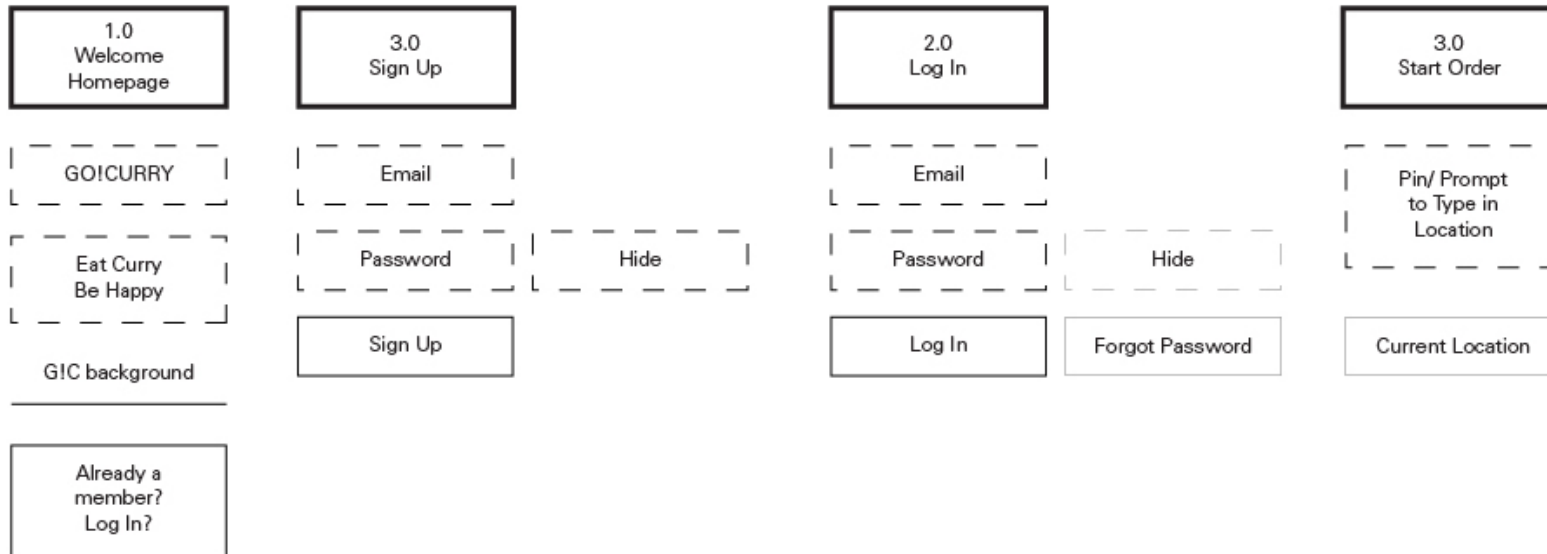 1.0
Welcome
Homepage
3.0
Sign Up
2.0
Log In
3.0
Start Order
GO!CURRY
Email
Email
Pin/ Prompt
to Type in
Location
Eat Curry
Be Happy
Password
Hide
Password
Hide
G!C background
Sign Up
Log In
Forgot Password
Current Location
Already a
member?
Log In?